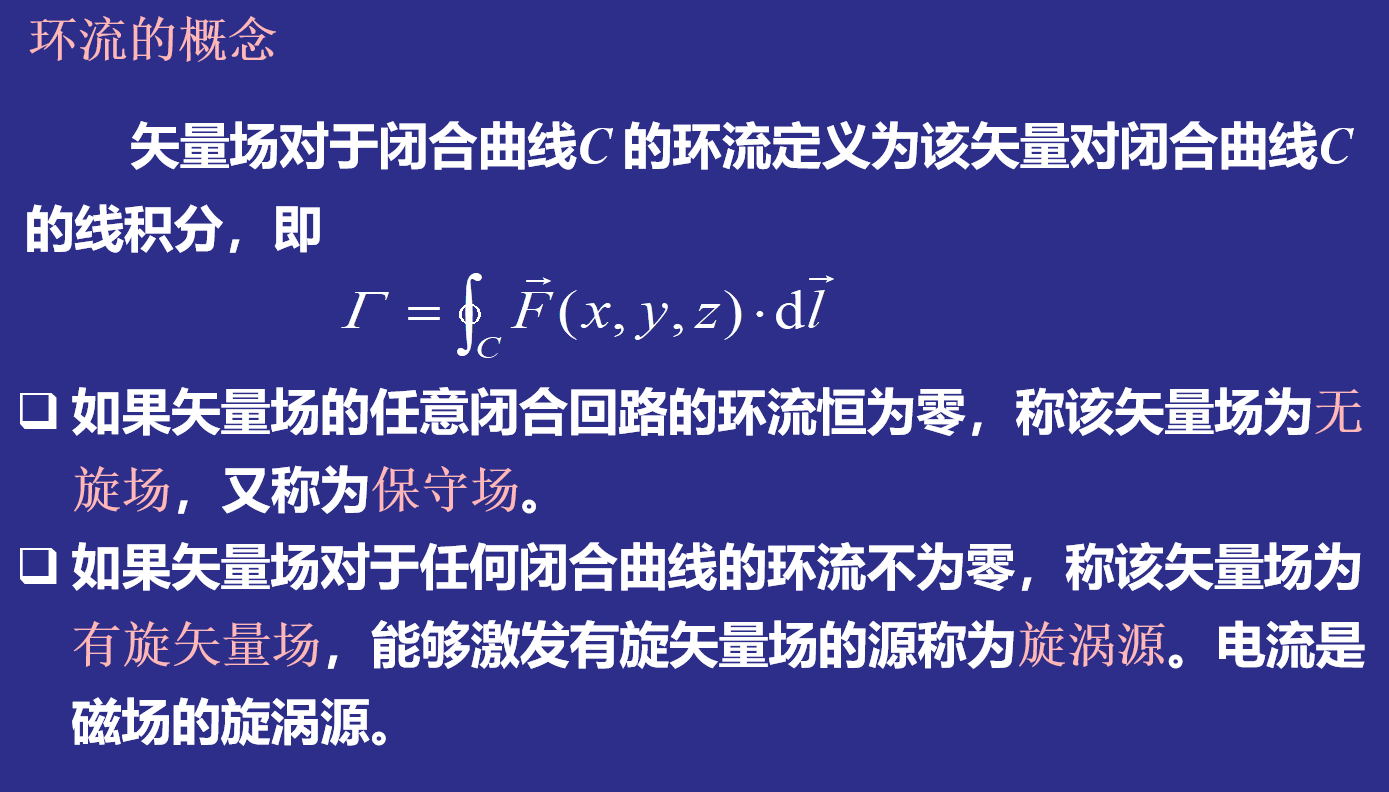 环流的概念
矢量场对于闭合曲线C 的环流定义为该矢量对闭合曲线C
的线积分，即
Γ = ∮_C F⃗(x, y, z) · dl⃗
❑ 如果矢量场的任意闭合回路的环流恒为零，称该矢量场为无
旋场，又称为保守场。
❑ 如果矢量场对于任何闭合曲线的环流不为零，称该矢量场为
有旋矢量场，能够激发有旋矢量场的源称为旋涡源。电流是
磁场的旋涡源。